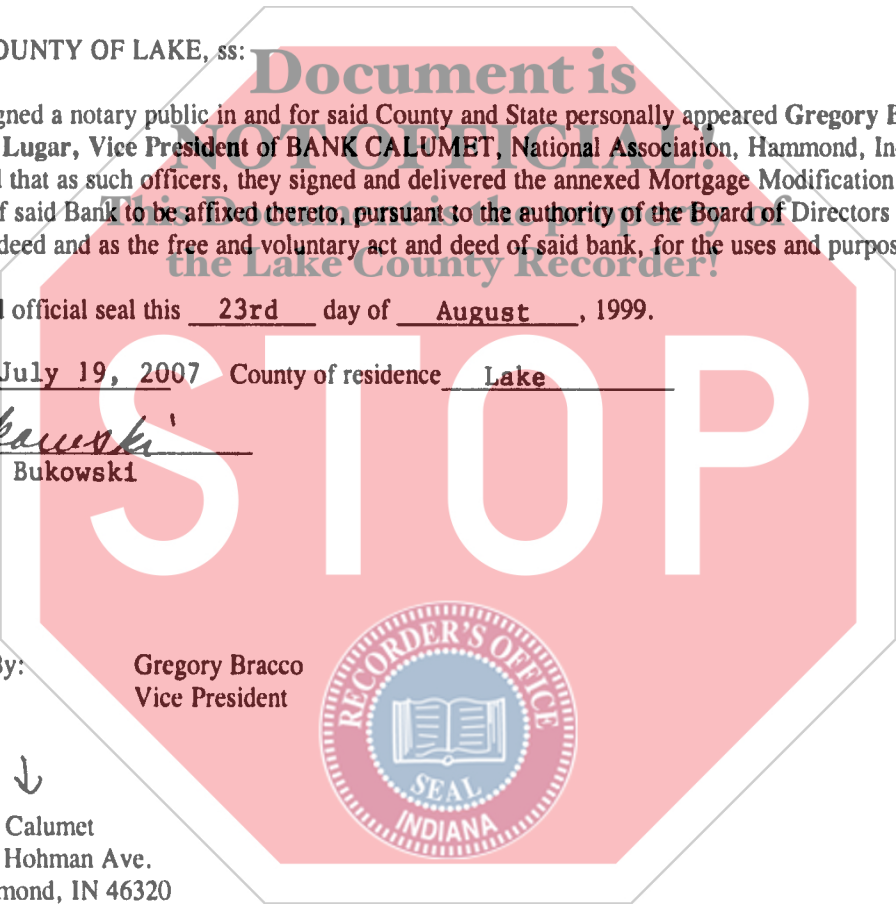 OUNTY OF LAKE, ss:
Document is
NOT OFFICIAL!
This Document is the property of
the Lake County Recorder!
gned a notary public in and for said County and State personally appeared Gregory B
Lugar, Vice President of BANK CALUMET, National Association, Hammond, In
d that as such officers, they signed and delivered the annexed Mortgage Modification
f said Bank to be affixed thereto, pursuant to the authority of the Board of Directors
deed and as the free and voluntary act and deed of said bank, for the uses and purpos
l official seal this 23rd day of August, 1999.
July 19, 2007 County of residence Lake
kowski
Bukowski
STOP
By:
Gregory Bracco
Vice President
RECORDER'S OFFICE
SEAL
INDIANA
Calumet
Hohman Ave.
mond, IN 46320